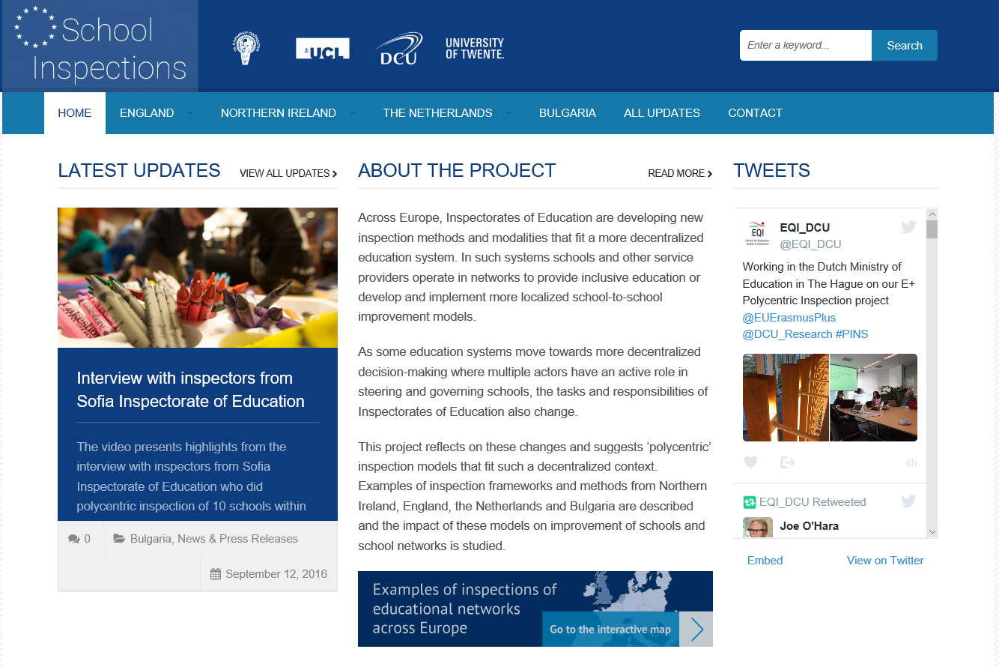 School
Inspections
UCL
DCU
UNIVERSITY
OF TWENTE.
Enter a keyword...
Search
HOME
ENGLAND
NORTHERN IRELAND
THE NETHERLANDS
BULGARIA
ALL UPDATES
CONTACT
LATEST UPDATES
VIEW ALL UPDATES
Interview with inspectors from
Sofia Inspectorate of Education
The video presents highlights from the
interview with inspectors from Sofia
Inspectorate of Education who did
polycentric inspection of 10 schools within
0
Bulgaria, News & Press Releases
September 12, 2016
ABOUT THE PROJECT
READ MORE
Across Europe, Inspectorates of Education are developing new
inspection methods and modalities that fit a more decentralized
education system. In such systems schools and other service
providers operate in networks to provide inclusive education or
develop and implement more localized school-to-school
improvement models.
As some education systems move towards more decentralized
decision-making where multiple actors have an active role in
steering and governing schools, the tasks and responsibilities of
Inspectorates of Education also change.
This project reflects on these changes and suggests ‘polycentric’
inspection models that fit such a decentralized context.
Examples of inspection frameworks and methods from Northern
Ireland, England, the Netherlands and Bulgaria are described
and the impact of these models on improvement of schools and
school networks is studied.
Examples of inspections of
educational networks
across Europe
Go to the interactive map
TWEETS
EQI
EQI_DCU
@EQI_DCU
Working in the Dutch Ministry of
Education in The Hague on our E+
Polycentric Inspection project
@EUErasmusPlus
@DCU_Research #PINS
4h
EQI_DCU Retweeted
Joe O'Hara
Embed
View on Twitter